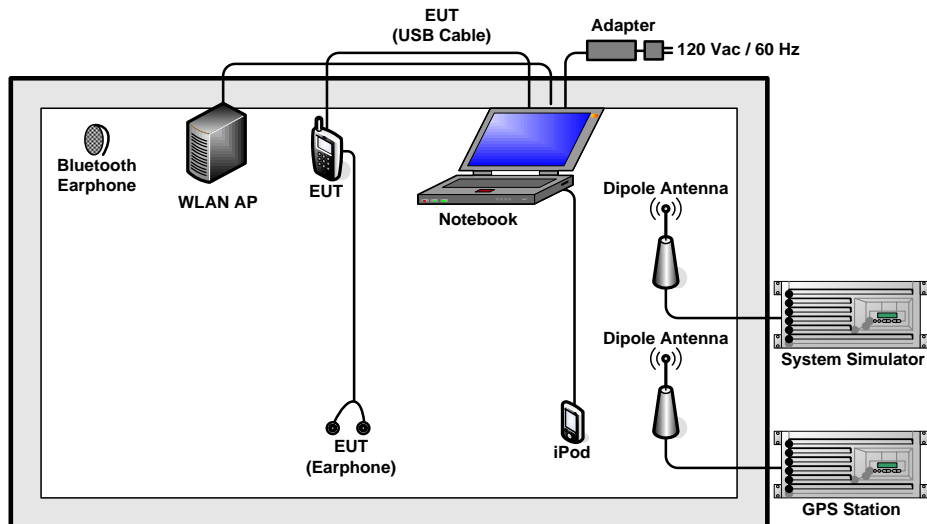 EUT
(USB Cable)
Adapter
120 Vac / 60 Hz
Bluetooth
Earphone
WLAN AP
EUT
Notebook
Dipole Antenna
System Simulator
Dipole Antenna
EUT
(Earphone)
iPod
GPS Station